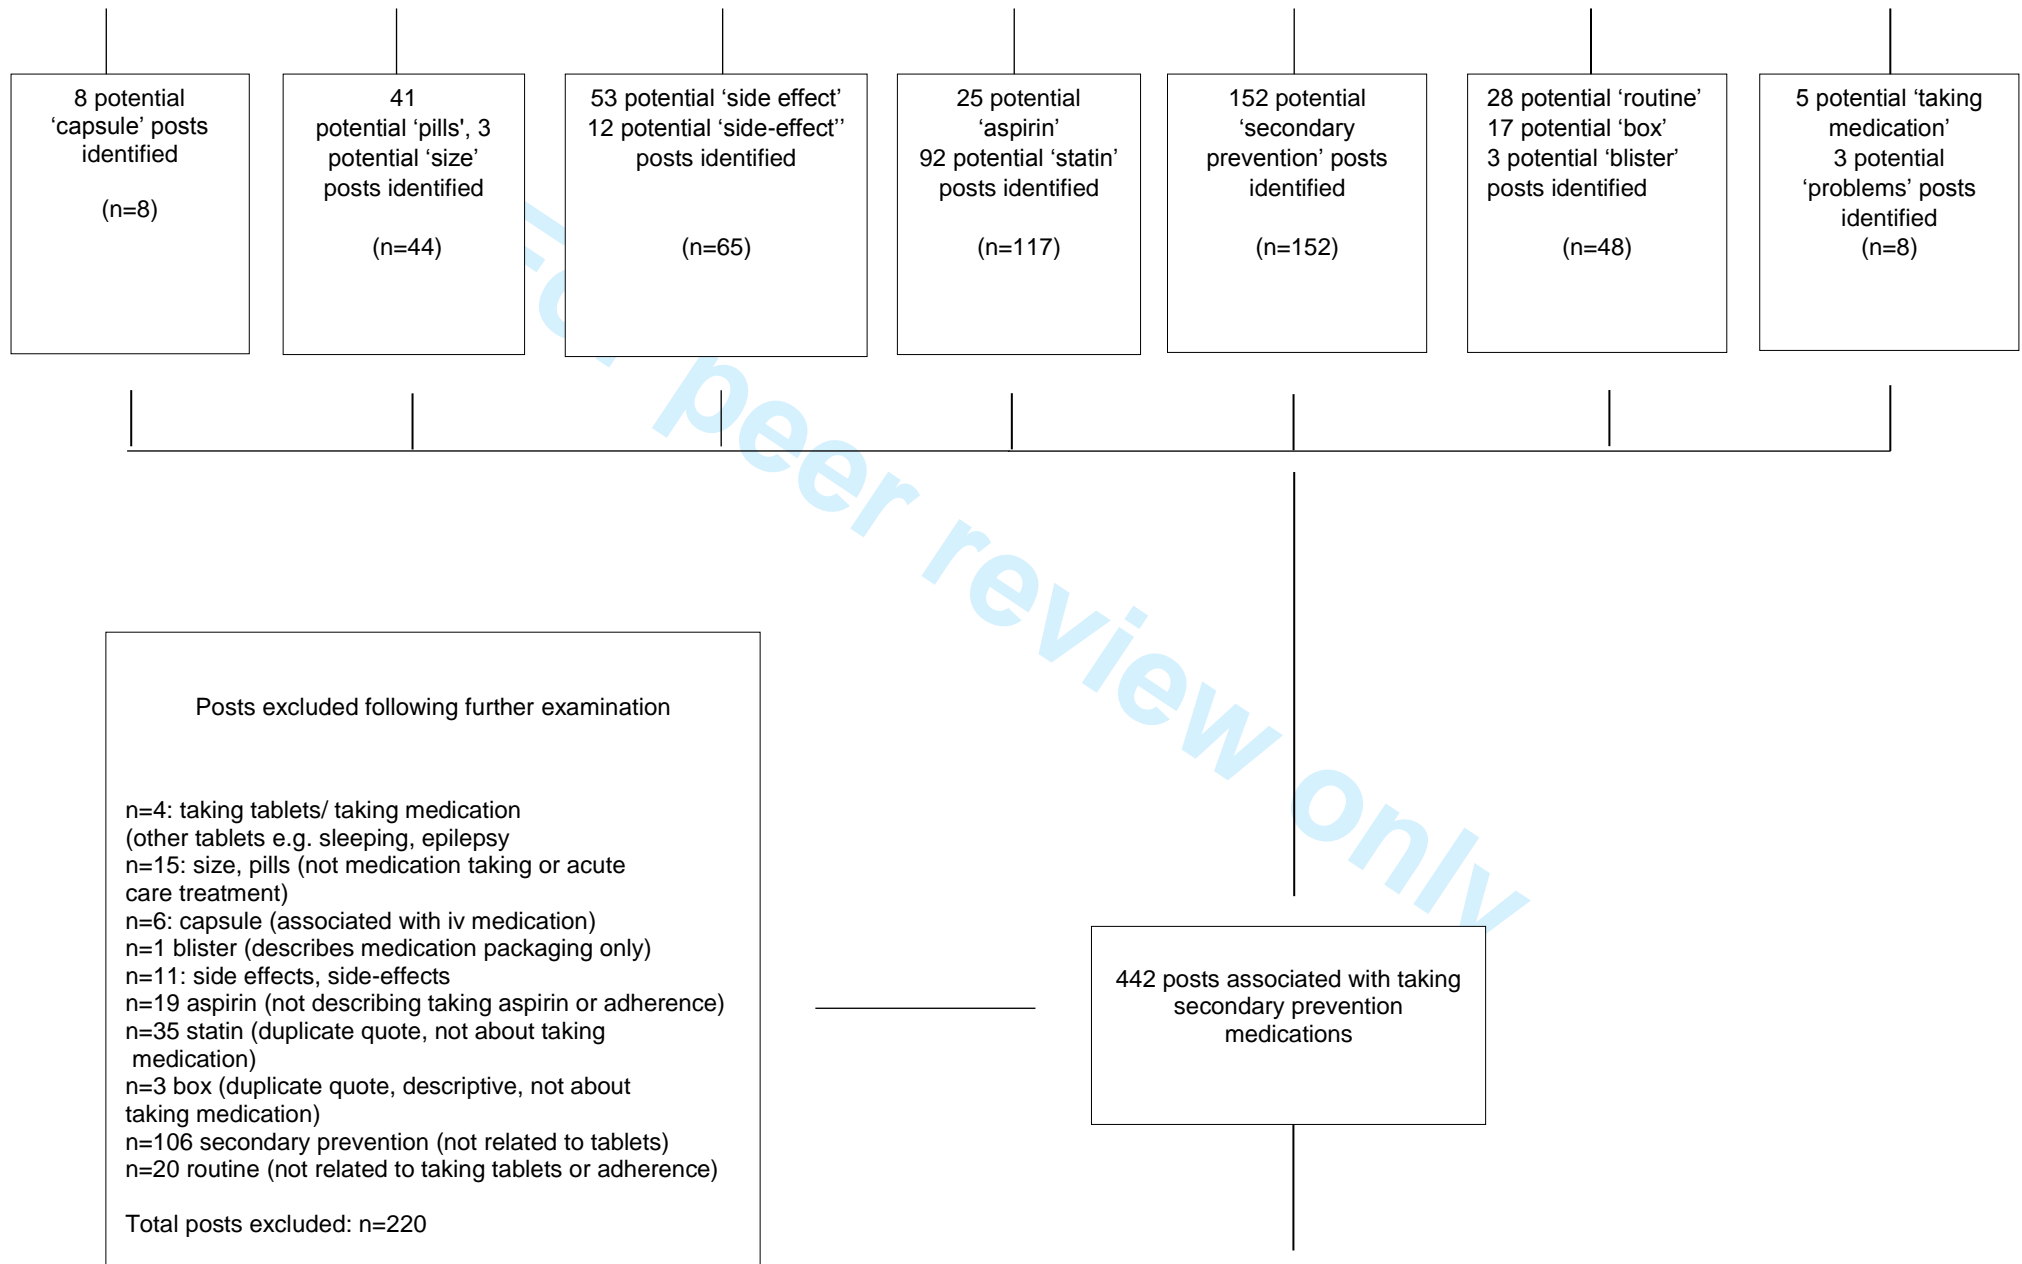 8 potential
‘capsule’ posts
identified
(n=8)
41
potential ‘pills', 3
potential ‘size’
posts identified
(n=44)
53 potential ‘side effect’
12 potential ‘side-effect’’
posts identified
(n=65)
25 potential
‘aspirin’
92 potential ‘statin’
posts identified
(n=117)
152 potential
‘secondary
prevention’ posts
identified
(n=152)
28 potential ‘routine’
17 potential ‘box’
3 potential ‘blister’
posts identified
(n=48)
5 potential ‘taking
medication’
3 potential
‘problems’ posts
identified
(n=8)
For peer review only
Posts excluded following further examination
n=4: taking tablets/ taking medication
(other tablets e.g. sleeping, epilepsy
n=15: size, pills (not medication taking or acute
care treatment)
n=6: capsule (associated with iv medication)
n=1 blister (describes medication packaging only)
n=11: side effects, side-effects
n=19 aspirin (not describing taking aspirin or adherence)
n=35 statin (duplicate quote, not about taking
medication)
n=3 box (duplicate quote, descriptive, not about
taking medication)
n=106 secondary prevention (not related to tablets)
n=20 routine (not related to taking tablets or adherence)
Total posts excluded: n=220
442 posts associated with taking
secondary prevention
medications